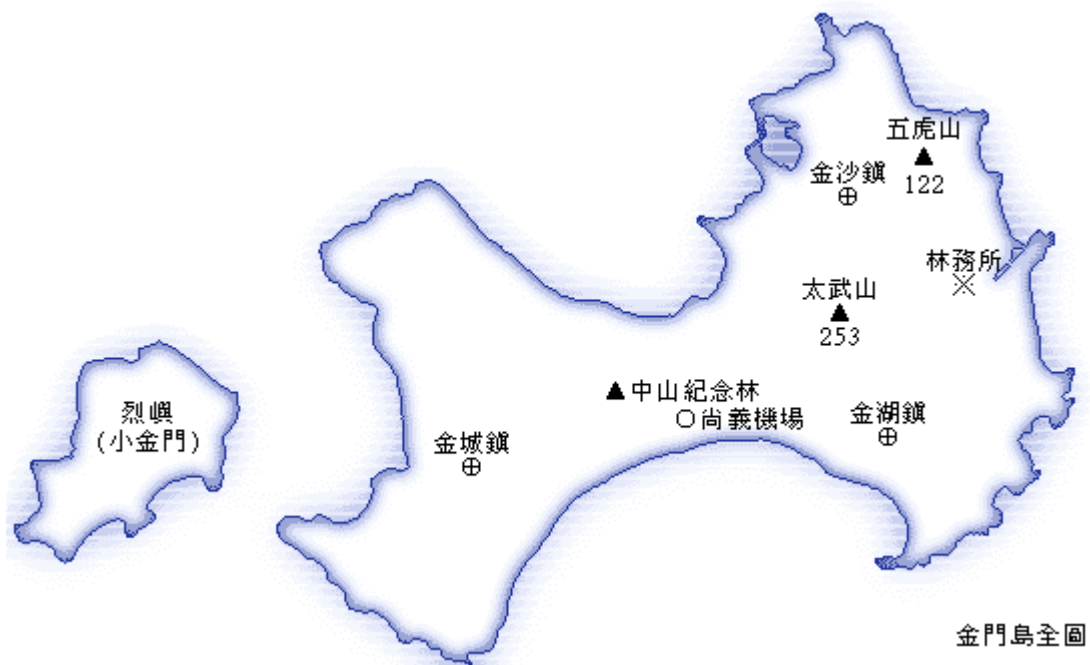 五虎山
122
金沙鎮
林務所
太武山
253
中山紀念林
尚義機場
金湖鎮
金城鎮
烈嶼
(小金門)
金門島全圖